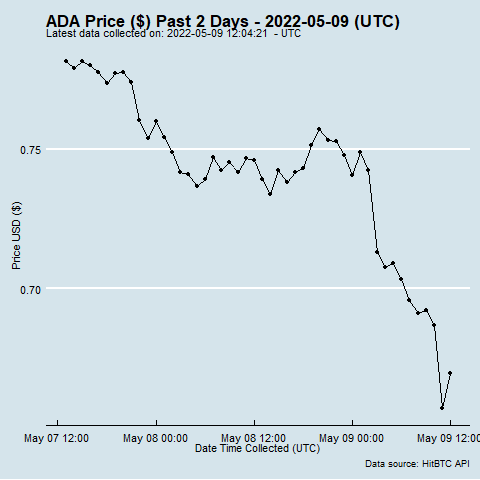 ADA Price ($) Past 2 Days - 2022-05-09 (UTC)
Latest data collected on: 2022-05-09 12:04:21 - UTC
0.75
0.70
Price USD ($)
May 07 12:00 May 08 00:00 May 08 12:00 May 09 00:00 May 09 12:00
Date Time Collected (UTC)
Data source: HitBTC API